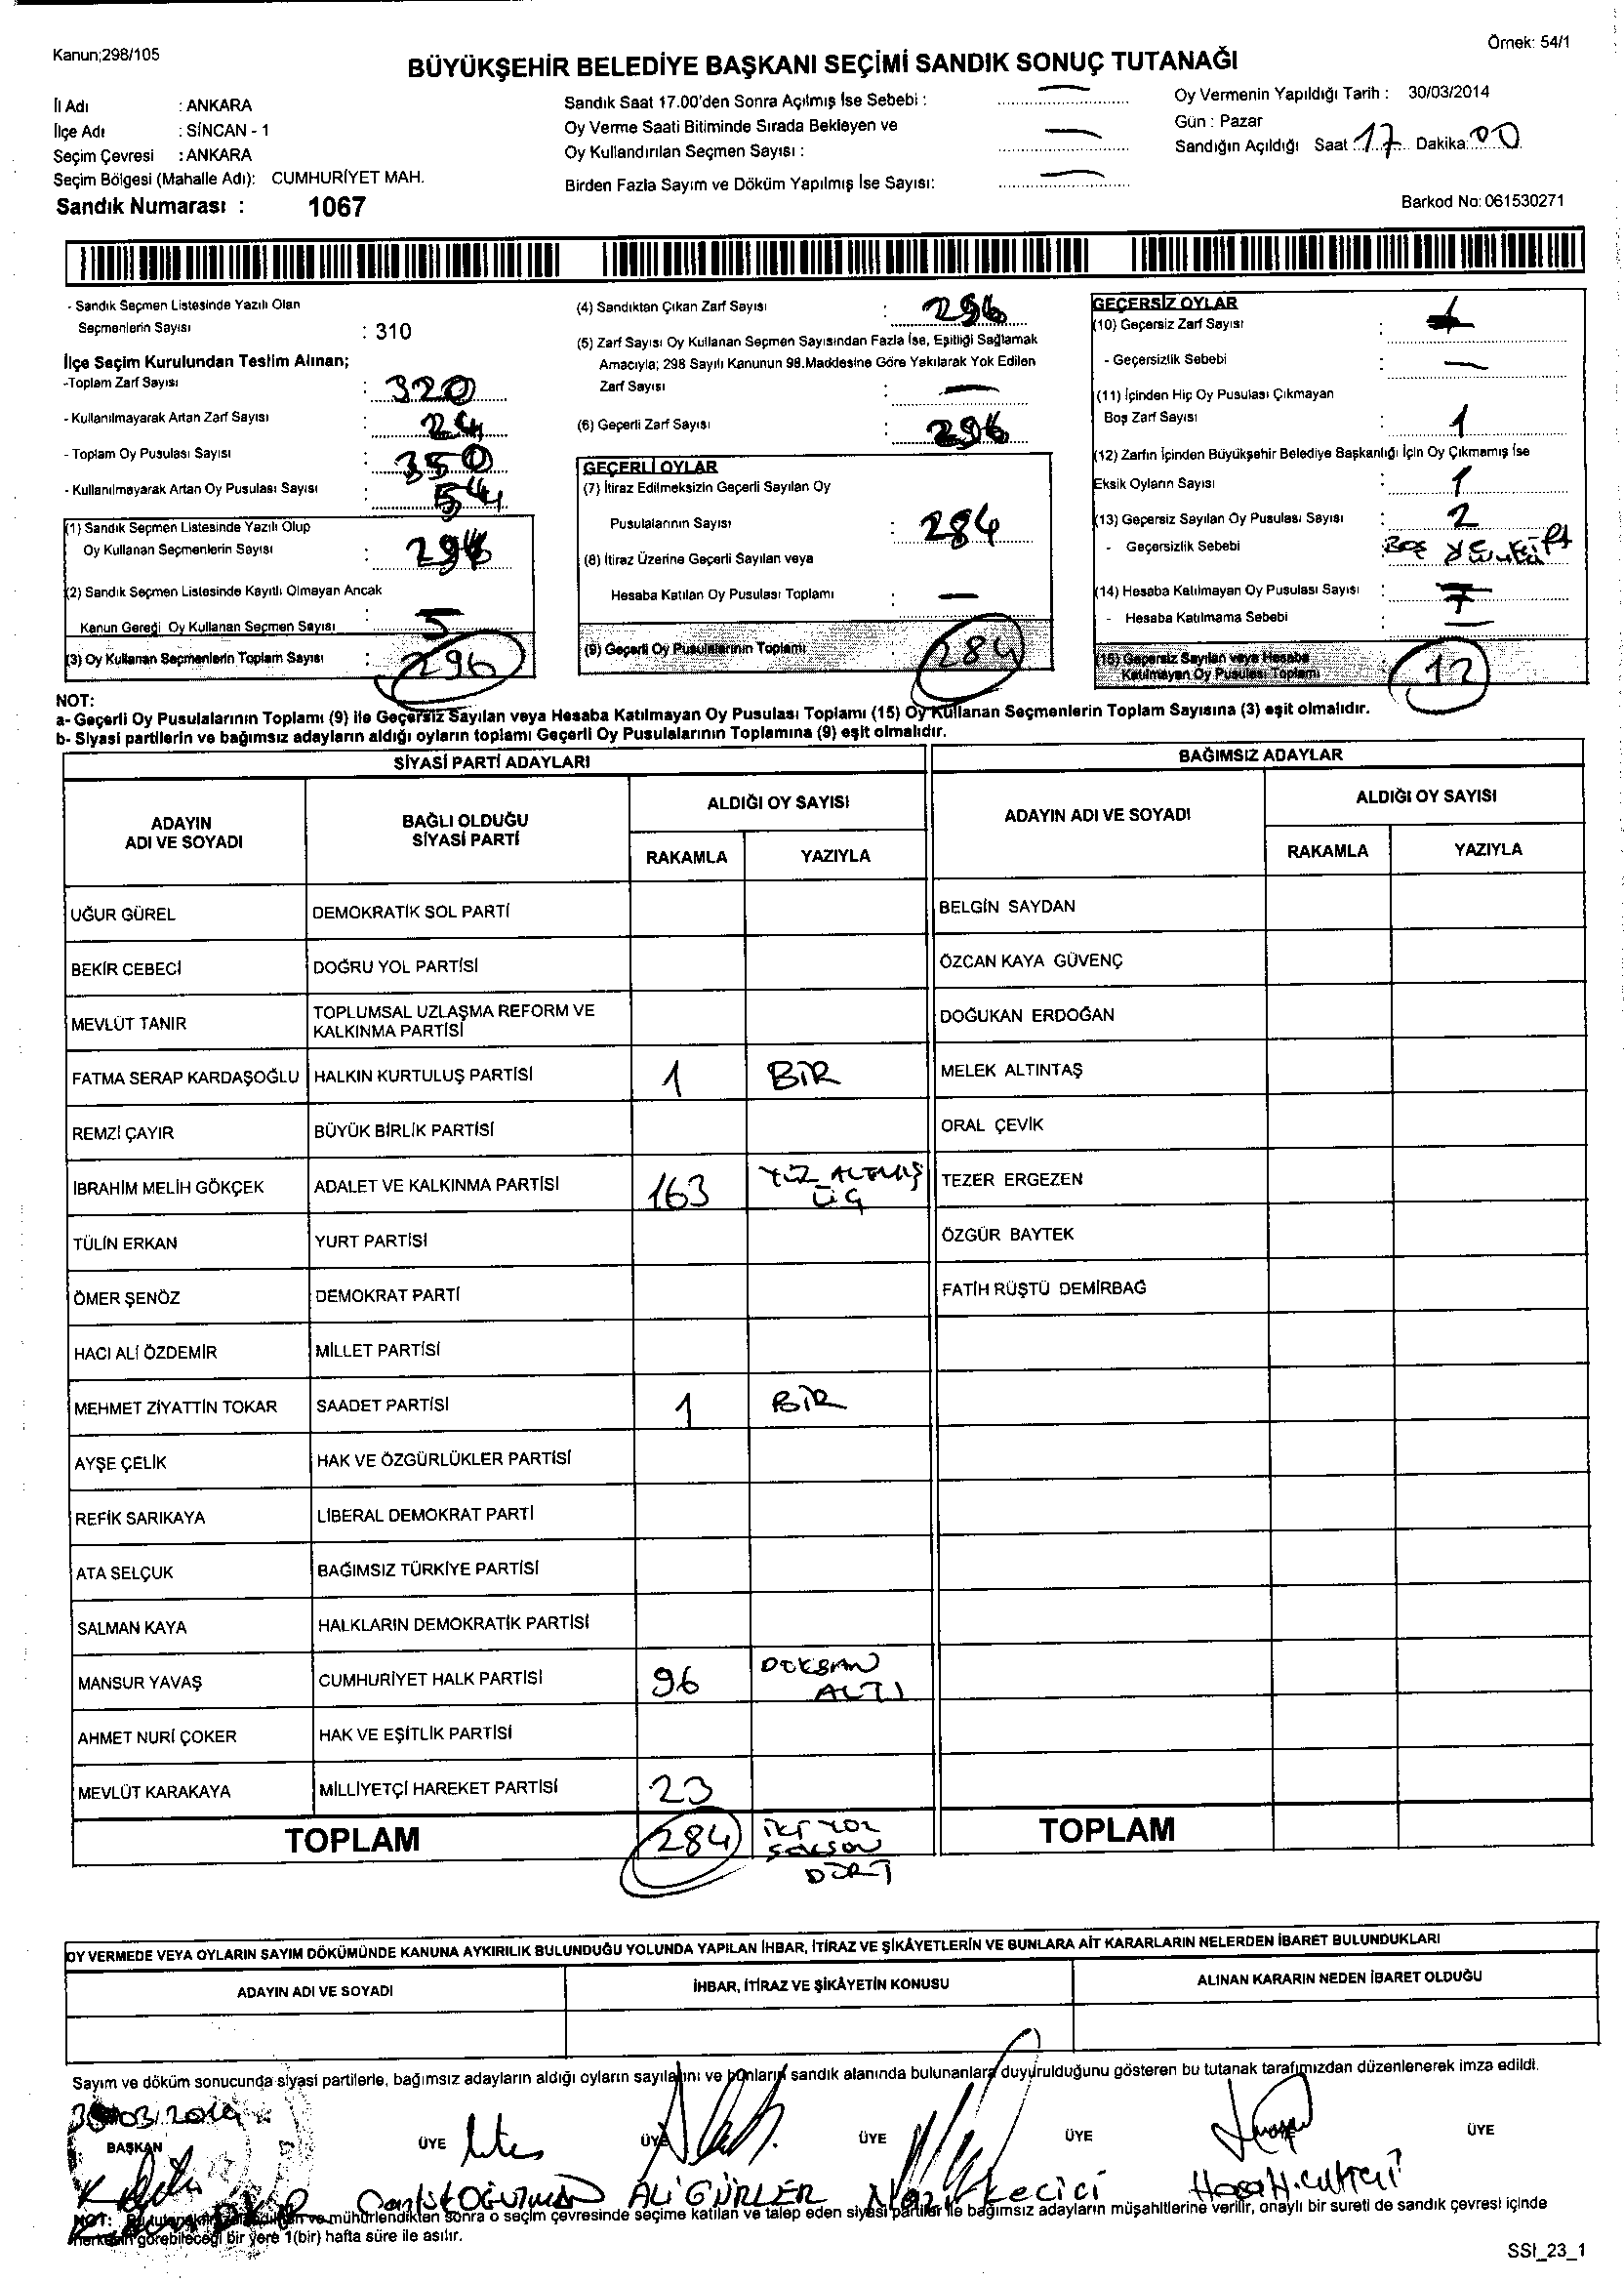 Kanun;298/105
Örnek: 54/1
BÜYÜKŞEHİR BELEDİYE BAŞKANI SEÇİMİ SANDIK SONUÇ TUTANAĞI
İl Adı : ANKARA
İlçe Adı : SİNCAN - 1
Seçim Çevresi : ANKARA
Seçim Bölgesi (Mahalle Adı): CUMHURİYET MAH.
Sandık Numarası : 1067
Sandık Saat 17.00'den Sonra Açılmış İse Sebebi : —
Oy Verme Saati Bitiminde Sırada Bekleyen ve
Oy Kullandırılan Seçmen Sayısı : —
Birden Fazla Sayım ve Döküm Yapılmış İse Sayısı: —
Oy Vermenin Yapıldığı Tarih : 30/03/2014
Gün : Pazar
Sandığın Açıldığı Saat 17 Dakika: 00
Barkod No: 061530271
- Sandık Seçmen Listesinde Yazılı Olan
Seçmenlerin Sayısı : 310
İlçe Seçim Kurulundan Teslim Alınan;
-Toplam Zarf Sayısı : 320
- Kullanılmayarak Artan Zarf Sayısı : 24
- Toplam Oy Pusulası Sayısı : 350
- Kullanılmayarak Artan Oy Pusulası Sayısı : 54
(1) Sandık Seçmen Listesinde Yazılı Olup
Oy Kullanan Seçmenlerin Sayısı :
(2) Sandık Seçmen Listesinde Kayıtlı Olmayan Ancak
Kanun Gereği Oy Kullanan Seçmen Sayısı :
(3) Oy Kullanan Seçmenlerin Toplam Sayısı : 296
(4) Sandıktan Çıkan Zarf Sayısı : 296
(5) Zarf Sayısı Oy Kullanan Seçmen Sayısından Fazla İse, Eşitliği Sağlamak
Amacıyla; 298 Sayılı Kanunun 98.Maddesine Göre Yakılarak Yok Edilen
Zarf Sayısı : —
(6) Geçerli Zarf Sayısı : 296
GEÇERLİ OYLAR
(7) İtiraz Edilmeksizin Geçerli Sayılan Oy
Pusulalarının Sayısı : 284
(8) İtiraz Üzerine Geçerli Sayılan veya
Hesaba Katılan Oy Pusulası Toplamı : —
(9) Geçerli Oy Pusulalarının Toplamı : 284
GEÇERSİZ OYLAR
(10) Geçersiz Zarf Sayısı :
- Geçersizlik Sebebi : —
(11) İçinden Hiç Oy Pusulası Çıkmayan
Boş Zarf Sayısı : 1
(12) Zarfın İçinden Büyükşehir Belediye Başkanlığı İçin Oy Çıkmamış İse
Eksik Oyların Sayısı : 1
(13) Geçersiz Sayılan Oy Pusulası Sayısı : 2
- Geçersizlik Sebebi : Boş
(14) Hesaba Katılmayan Oy Pusulası Sayısı : 7
- Hesaba Katılmama Sebebi : —
(15) Geçersiz Sayılan veya Hesaba
Katılmayan Oy Pusulası Toplamı : 12
NOT:
a- Geçerli Oy Pusulalarının Toplamı (9) ile Geçersiz Sayılan veya Hesaba Katılmayan Oy Pusulası Toplamı (15) Oy Kullanan Seçmenlerin Toplam Sayısına (3) eşit olmalıdır.
b- Siyasi partilerin ve bağımsız adayların aldığı oyların toplamı Geçerli Oy Pusulalarının Toplamına (9) eşit olmalıdır.
SİYASİ PARTİ ADAYLARI
ADAYIN ADI VE SOYADI BAĞLI OLDUĞU SİYASİ PARTİ ALDIĞI OY SAYISI
RAKAMLA YAZIYLA
UĞUR GÜREL DEMOKRATİK SOL PARTİ
BEKİR CEBECİ DOĞRU YOL PARTİSİ
MEVLÜT TANIR TOPLUMSAL UZLAŞMA REFORM VE KALKINMA PARTİSİ
FATMA SERAP KARDAŞOĞLU HALKIN KURTULUŞ PARTİSİ 1 BİR
REMZİ ÇAYIR BÜYÜK BİRLİK PARTİSİ
İBRAHİM MELİH GÖKÇEK ADALET VE KALKINMA PARTİSİ 163 YÜZ ALTMIŞ ÜÇ
TÜLİN ERKAN YURT PARTİSİ
ÖMER ŞENÖZ DEMOKRAT PARTİ
HACI ALİ ÖZDEMİR MİLLET PARTİSİ
MEHMET ZİYATTİN TOKAR SAADET PARTİSİ 1 BİR
AYŞE ÇELİK HAK VE ÖZGÜRLÜKLER PARTİSİ
REFİK SARIKAYA LİBERAL DEMOKRAT PARTİ
ATA SELÇUK BAĞIMSIZ TÜRKİYE PARTİSİ
SALMAN KAYA HALKLARIN DEMOKRATİK PARTİSİ
MANSUR YAVAŞ CUMHURİYET HALK PARTİSİ 96 DOKSAN ALTI
AHMET NURİ ÇOKER HAK VE EŞİTLİK PARTİSİ
MEVLÜT KARAKAYA MİLLİYETÇİ HAREKET PARTİSİ 23
TOPLAM 284 İKİ YÜZ SEKSEN DÖRT
BAĞIMSIZ ADAYLAR
ADAYIN ADI VE SOYADI ALDIĞI OY SAYISI
RAKAMLA YAZIYLA
BELGİN SAYDAN
ÖZCAN KAYA GÜVENÇ
DOĞUKAN ERDOĞAN
MELEK ALTINTAŞ
ORAL ÇEVİK
TEZER ERGEZEN
ÖZGÜR BAYTEK
FATİH RÜŞTÜ DEMİRBAĞ
TOPLAM
OY VERMEDE VEYA OYLARIN SAYIM DÖKÜMÜNDE KANUNA AYKIRILIK BULUNDUĞU YOLUNDA YAPILAN İHBAR, İTİRAZ VE ŞİKÂYETLERİN VE BUNLARA AİT KARARLARIN NELERDEN İBARET BULUNDUKLARI
ADAYIN ADI VE SOYADI İHBAR, İTİRAZ VE ŞİKÂYETİN KONUSU ALINAN KARARIN NEDEN İBARET OLDUĞU
Sayım ve döküm sonucunda siyasi partilerle, bağımsız adayların aldığı oyların sayılarını ve bunların sandık alanında bulunanlara duyurulduğunu gösteren bu tutanak tarafımızdan düzenlenerek imza edildi.
30/03/2014
BAŞKAN ÜYE ÜYE ÜYE ÜYE ÜYE
ALİ GÜRLER
NOT: Bu tutanak ve mühürlendikten sonra o seçim çevresinde seçime katılan ve talep eden siyasi partiler ile bağımsız adayların müşahitlerine verilir, onaylı bir sureti de sandık çevresi içinde
herkesin görebileceği bir yere 1(bir) hafta süre ile asılır.
SSİ_23_1